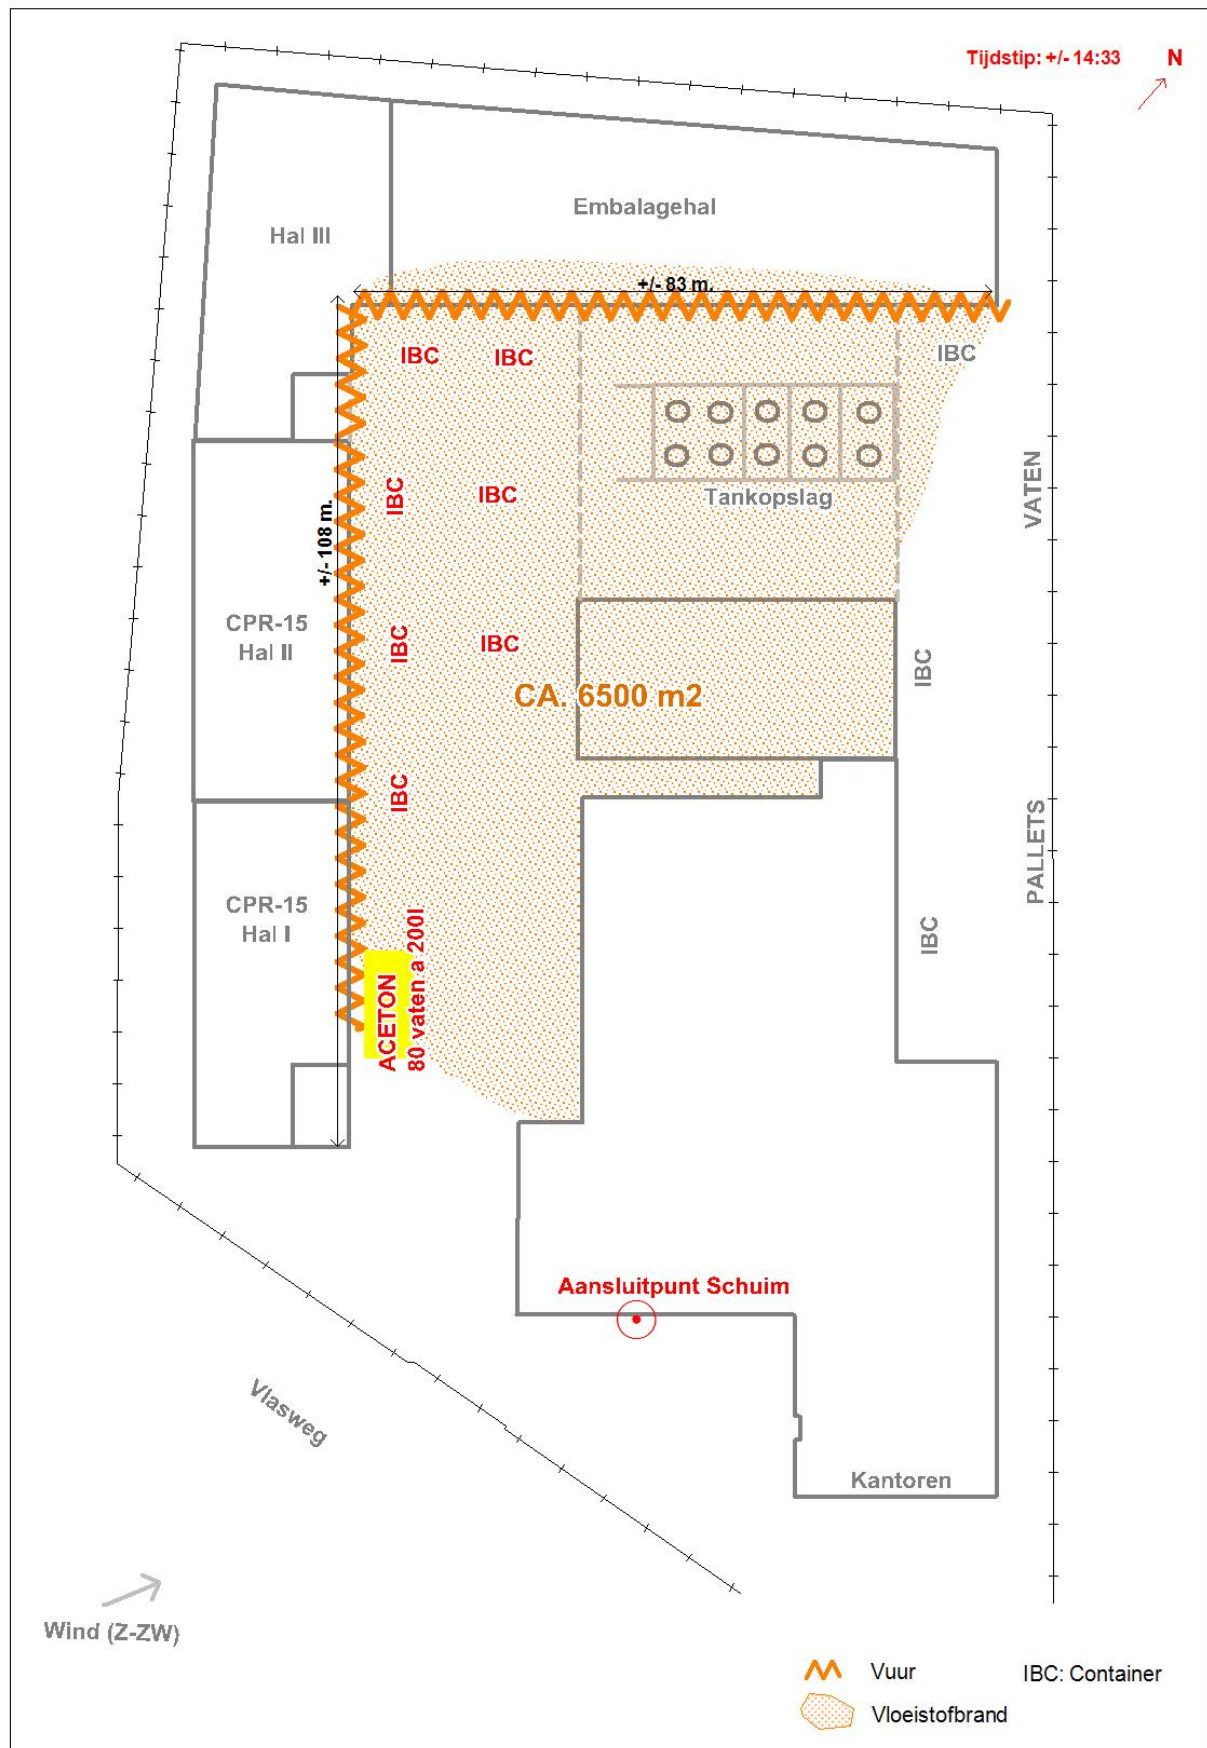 Tijdstip: +/- 14:33
N
Embalagehal
Hal III
+/- 83 m.
IBC
IBC
IBC
Tankopslag
IBC
IBC
VATEN
+/- 108 m.
CPR-15
Hal II
IBC
IBC
IBC
CA. 6500 m2
IBC
PALLETS
CPR-15
Hal I
IBC
ACETON
80 vaten a 200l
Aansluitpunt Schuim
Vlasweg
Kantoren
Wind (Z-ZW)
Vuur
IBC: Container
Vloeistofbrand